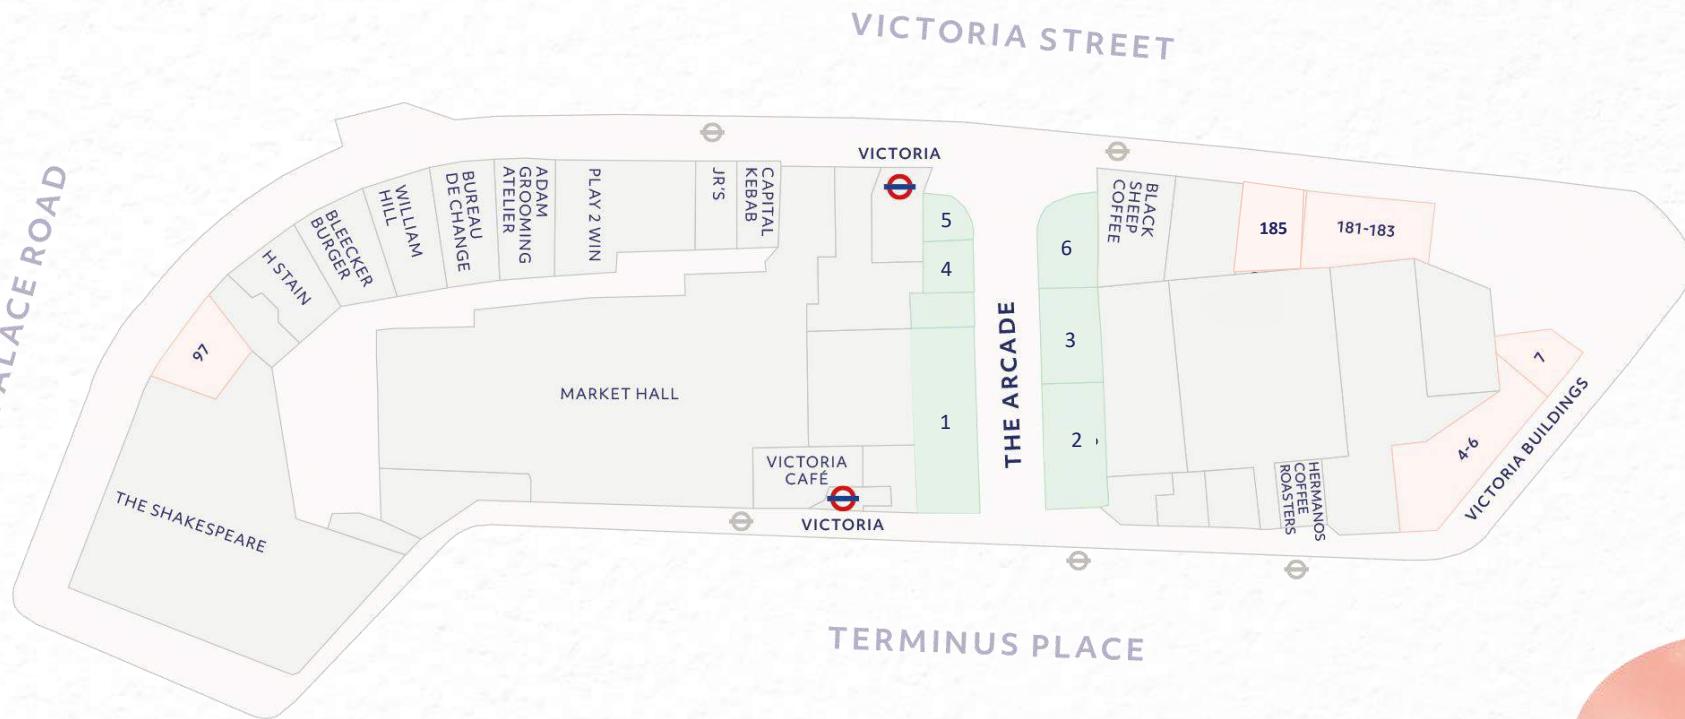 VICTORIA STREET
PALACE ROAD
VICTORIA
H STAIN
BLEECKER
BURGER
WILLIAM
HILL
BUREAU
DE CHANGE
ADAM
GROOMING
ATELIER
PLAY 2 WIN
JR'S
CAPITAL
KEBAB
5
4
1
THE ARCADE
6
3
2
BLACK
SHEEP
COFFEE
185
181-183
97
MARKET HALL
VICTORIA
CAFÉ
VICTORIA
THE SHAKESPEARE
HERMANOS
COFFEE
ROASTERS
7
4-6
VICTORIA BUILDINGS
TERMINUS PLACE